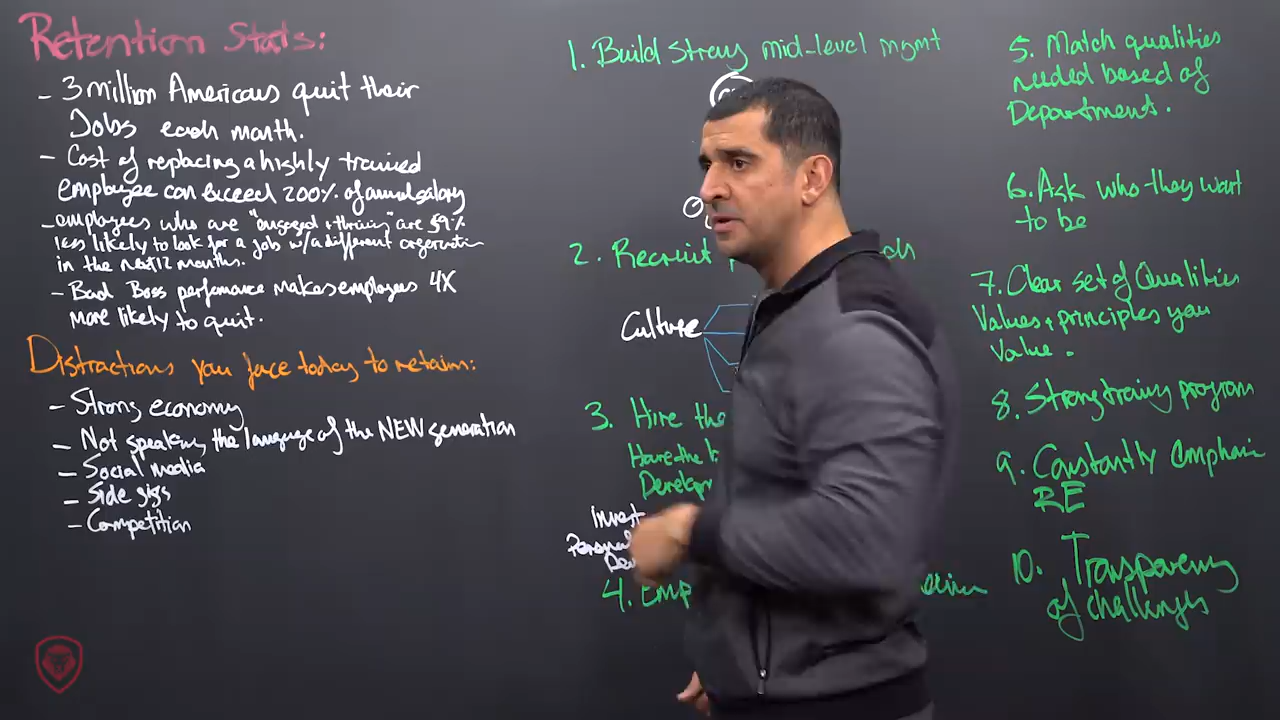 Retention Stats:
- 3 million Americans quit their
Jobs each month.
- Cost of replacing a highly trained
employee can exceed 200% of annual salary
- employees who are "engaged + thriving" are 59%
less likely to look for a job w/a different organization
in the next 12 months.
- Bad Boss performance makes employees 4X
more likely to quit.
Distractions you face today to retain:
- Strong economy
- Not speaking the language of the NEW generation
- Social media
- Side gigs
- Competition
1. Build strong mid-level mgmt
2. Recruit
Culture
3. Hire the
Have the
Invest
4.
5. Match qualities
needed based of
Department.
6. Ask who they want
to be
7. Clear set of Qualities
Values + principles you
Value.
8. Strong training program
9. Constantly
RE
10. Transparency
of challenges